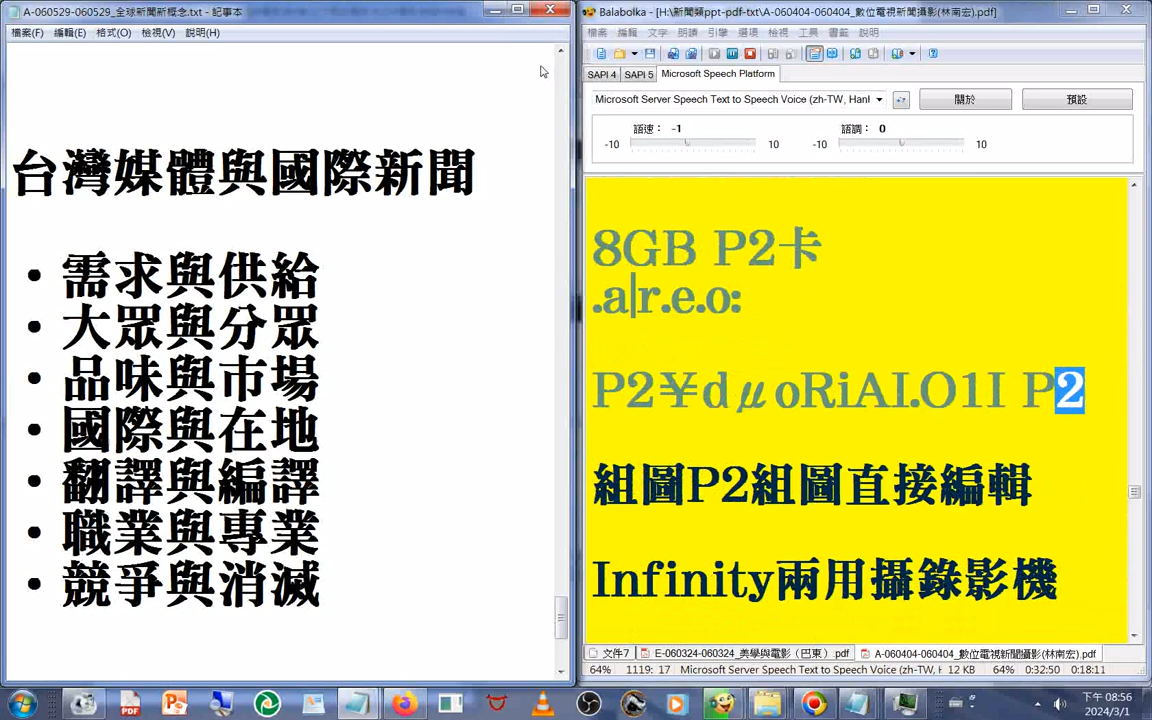 A-060529-060529_全球新聞新概念.txt - 記事本
檔案(F) 編輯(E) 格式(O) 檢視(V) 說明(H)
台灣媒體與國際新聞
• 需求與供給
• 大眾與分眾
• 品味與市場
• 國際與在地
• 翻譯與編譯
• 職業與專業
• 競爭與消滅
Balabolka - [H:\新聞類ppt-pdf-txt\A-060404-060404_數位電視新聞攝影(林南宏).pdf]
檔案 編輯 文字 朗讀 引擎 選項 檢視 工具 書籤 說明
SAPI 4 SAPI 5 Microsoft Speech Platform
Microsoft Server Speech Text to Speech Voice (zh-TW, Hanl 關於 預設
語速： -1 語調： 0
-10 10 -10 10
8GB P2卡
.a|r.e.o:
P2¥dμoRiAI.O1I P2
組圖P2組圖直接編輯
Infinity兩用攝錄影機
文件7 E-060324-060324_美學與電影（巴東）.pdf A-060404-060404_數位電視新聞攝影(林南宏).pdf
64% 1119: 17 Microsoft Server Speech Text to Speech Voice (zh-TW, H 12 KB 64% 0:32:50 0:18:11
下午 08:56
2024/3/1